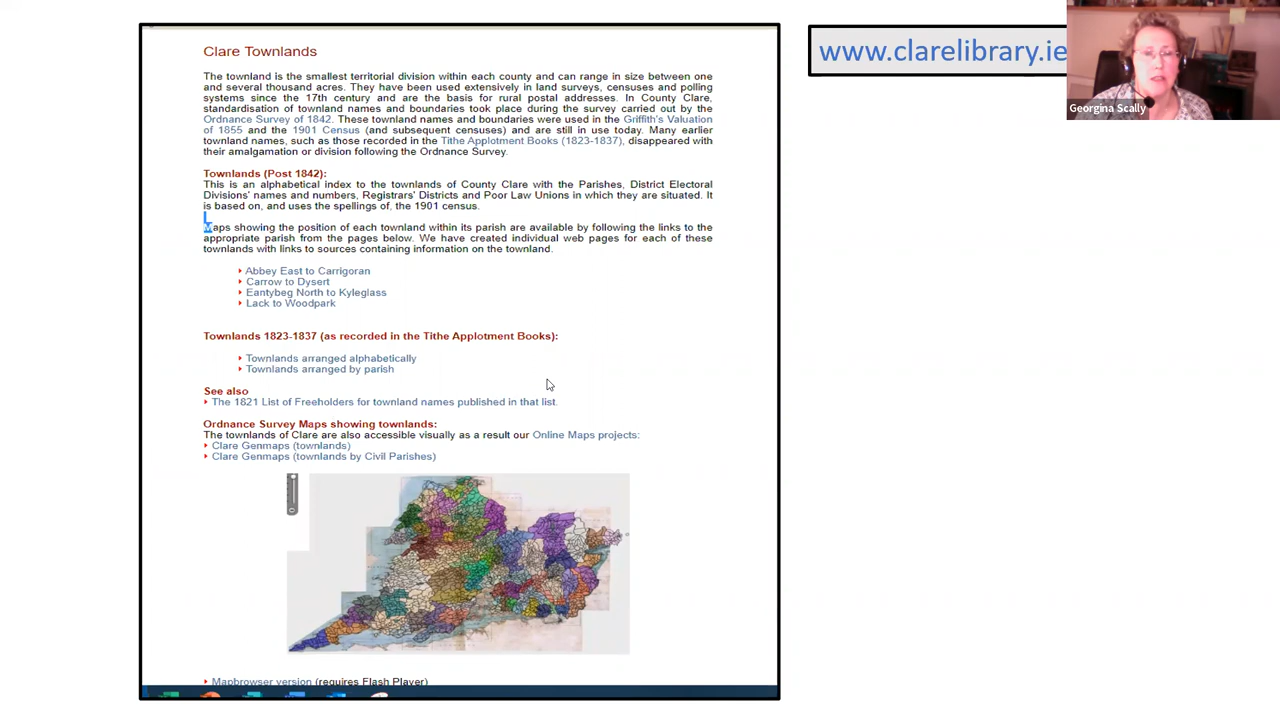 Clare Townlands
The townland is the smallest territorial division within each county and can range in size between one
and several thousand acres. They have been used extensively in land surveys, censuses and polling
systems since the 17th century and are the basis for rural postal addresses. In County Clare,
standardisation of townland names and boundaries took place during the survey carried out by the
Ordnance Survey of 1842. These townland names and boundaries were used in the Griffith's Valuation
of 1855 and the 1901 Census (and subsequent censuses) and are still in use today. Many earlier
townland names, such as those recorded in the Tithe Applotment Books (1823-1837), disappeared with
their amalgamation or division following the Ordnance Survey.
Townlands (Post 1842):
This is an alphabetical index to the townlands of County Clare with the Parishes, District Electoral
Divisions' names and numbers, Registrars' Districts and Poor Law Unions in which they are situated. It
is based on, and uses the spellings of, the 1901 census.
Maps showing the position of each townland within its parish are available by following the links to the
appropriate parish from the pages below. We have created individual web pages for each of these
townlands with links to sources containing information on the townland.
Abbey East to Carrigoran
Carrow to Dysert
Eantybeg North to Kyleglass
Lack to Woodpark
Townlands 1823-1837 (as recorded in the Tithe Applotment Books):
Townlands arranged alphabetically
Townlands arranged by parish
See also
The 1821 List of Freeholders for townland names published in that list.
Ordnance Survey Maps showing townlands:
The townlands of Clare are also accessible visually as a result our Online Maps projects:
Clare Genmaps (townlands)
Clare Genmaps (townlands by Civil Parishes)
Mapbrowser version (requires Flash Player)
www.clarelibrary.ie
Georgina Scally